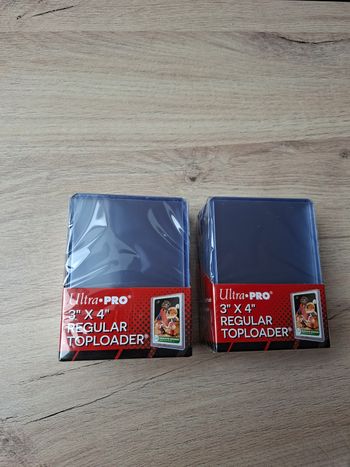 Ultra•PRO®
3" X 4"
REGULAR
TOPLOADER®
Ultra•PRO®
3" X 4"
REGULAR
TOPLOADER®